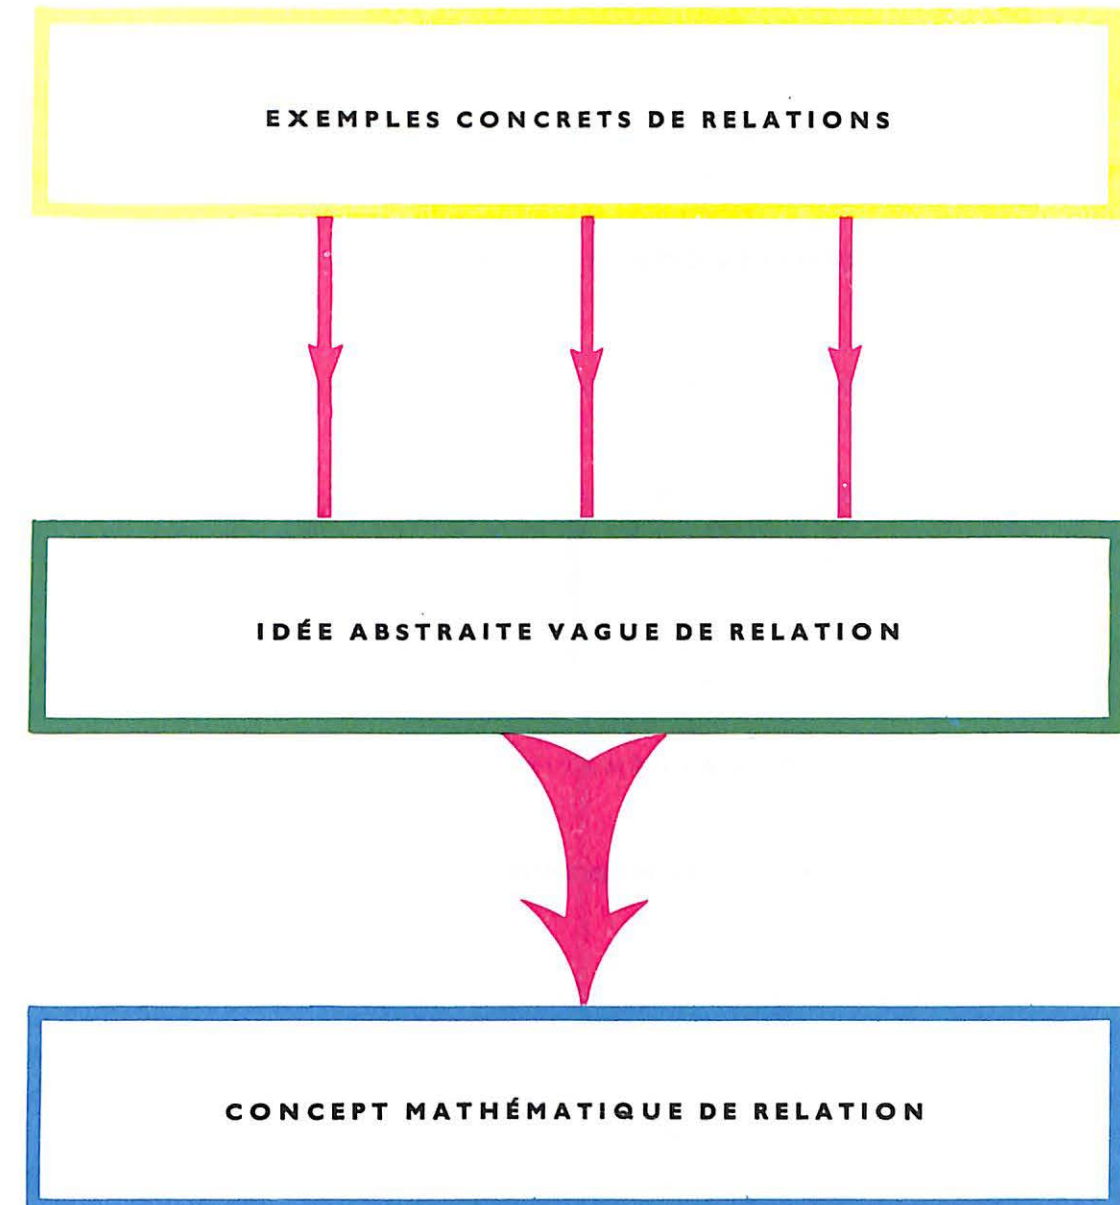 EXEMPLES CONCRETS DE RELATIONS
IDÉE ABSTRAITE VAGUE DE RELATION
CONCEPT MATHÉMATIQUE DE RELATION